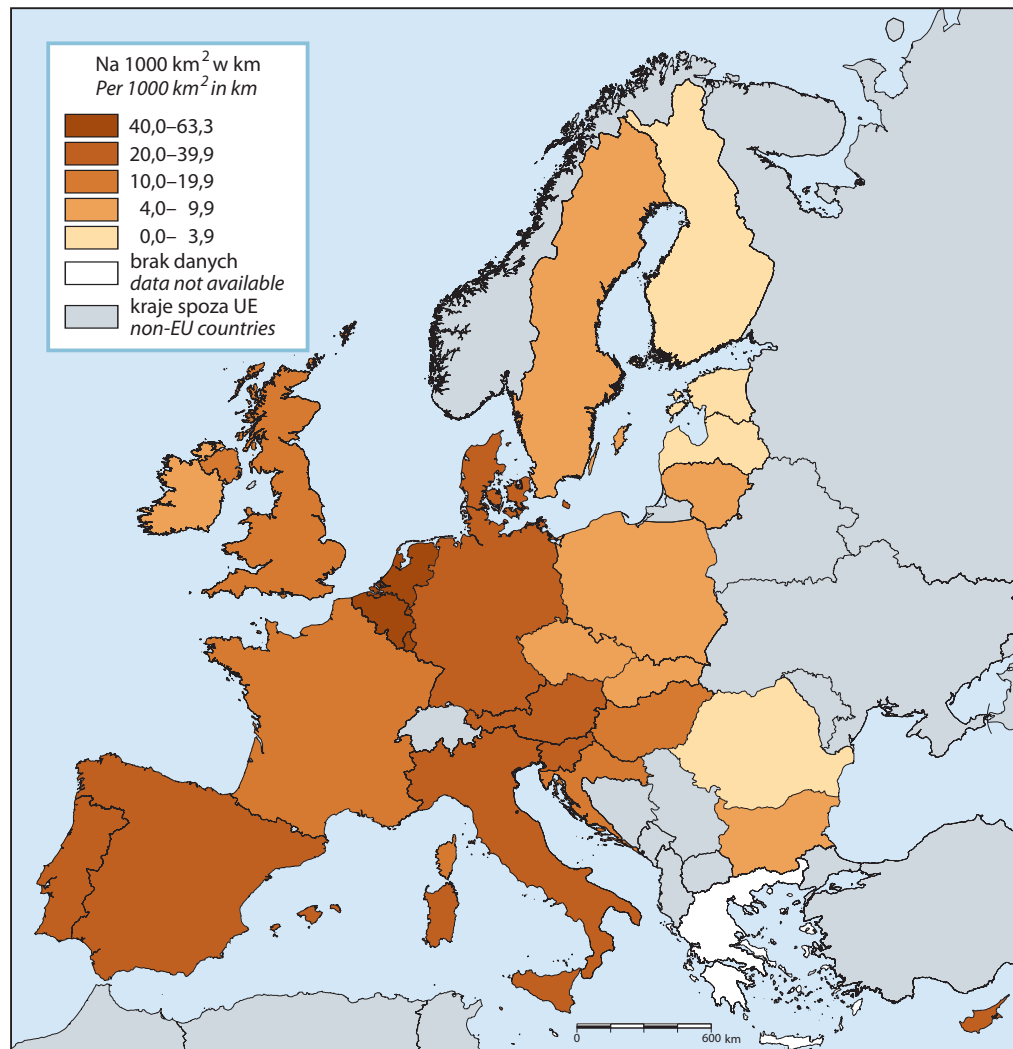 Na 1000 km² w km
Per 1000 km² in km
40,0–63,3
20,0–39,9
10,0–19,9
4,0– 9,9
0,0– 3,9
brak danych
data not available
kraje spoza UE
non-EU countries
0 600 km